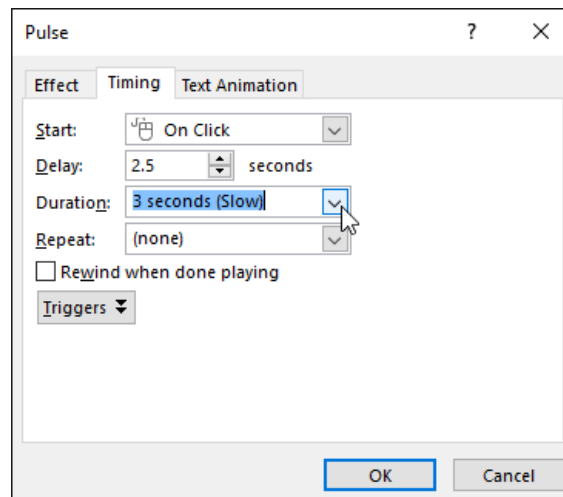 Pulse
Effect Timing Text Animation
Start: On Click
Delay: 2.5 seconds
Duration: 3 seconds (Slow)
Repeat: (none)
Rewind when done playing
Triggers
OK Cancel